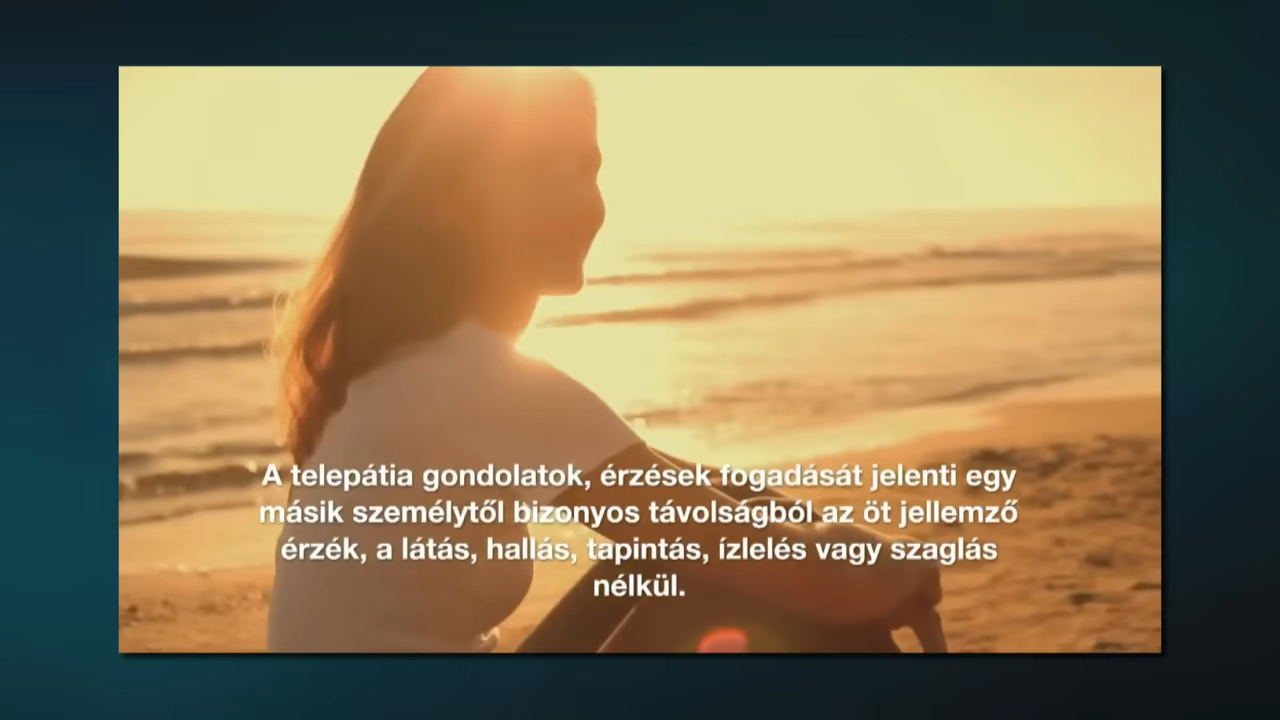 A telepátia gondolatok, érzések fogadását jelenti egy
másik személytől bizonyos távolságból az öt jellemző
érzék, a látás, hallás, tapintás, ízlelés vagy szaglás
nélkül.